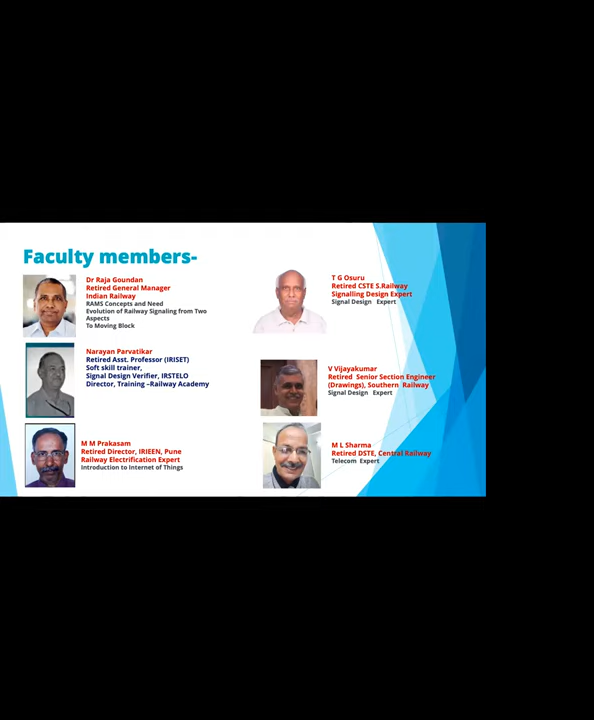 Faculty members-
Dr Raja Goundan
Retired General Manager
Indian Railway
RAMS Concepts and Need
Evolution of Railway Signaling from Two
Aspects
To Moving Block
Narayan Parvatikar
Retired Asst. Professor (IRISET)
Soft skill trainer,
Signal Design Verifier, IRSTELO
Director, Training –Railway Academy
M M Prakasam
Retired Director, IRIEEN, Pune
Railway Electrification Expert
Introduction to Internet of Things
T G Osuru
Retired CSTE S.Railway
Signalling Design Expert
Signal Design Expert
V Vijayakumar
Retired Senior Section Engineer
(Drawings), Southern Railway
Signal Design Expert
M L Sharma
Retired DSTE, Central Railway
Telecom Expert